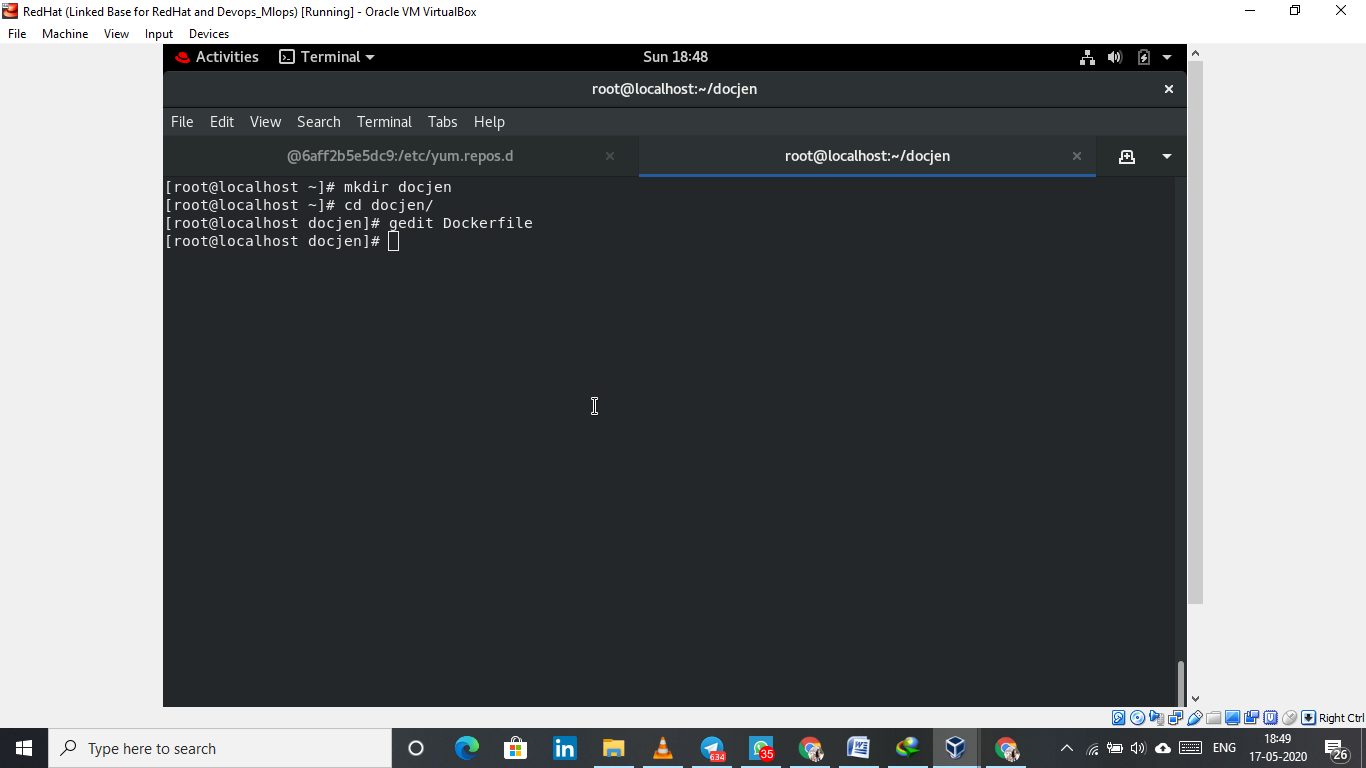 RedHat (Linked Base for RedHat and Devops_Mlops) [Running] - Oracle VM VirtualBox
File Machine View Input Devices
Activities Terminal Sun 18:48
root@localhost:~/docjen
File Edit View Search Terminal Tabs Help
@6aff2b5e5dc9:/etc/yum.repos.d root@localhost:~/docjen
[root@localhost ~]# mkdir docjen
[root@localhost ~]# cd docjen/
[root@localhost docjen]# gedit Dockerfile
[root@localhost docjen]#
Right Ctrl
Type here to search
634
35
ENG
18:49
17-05-2020
26